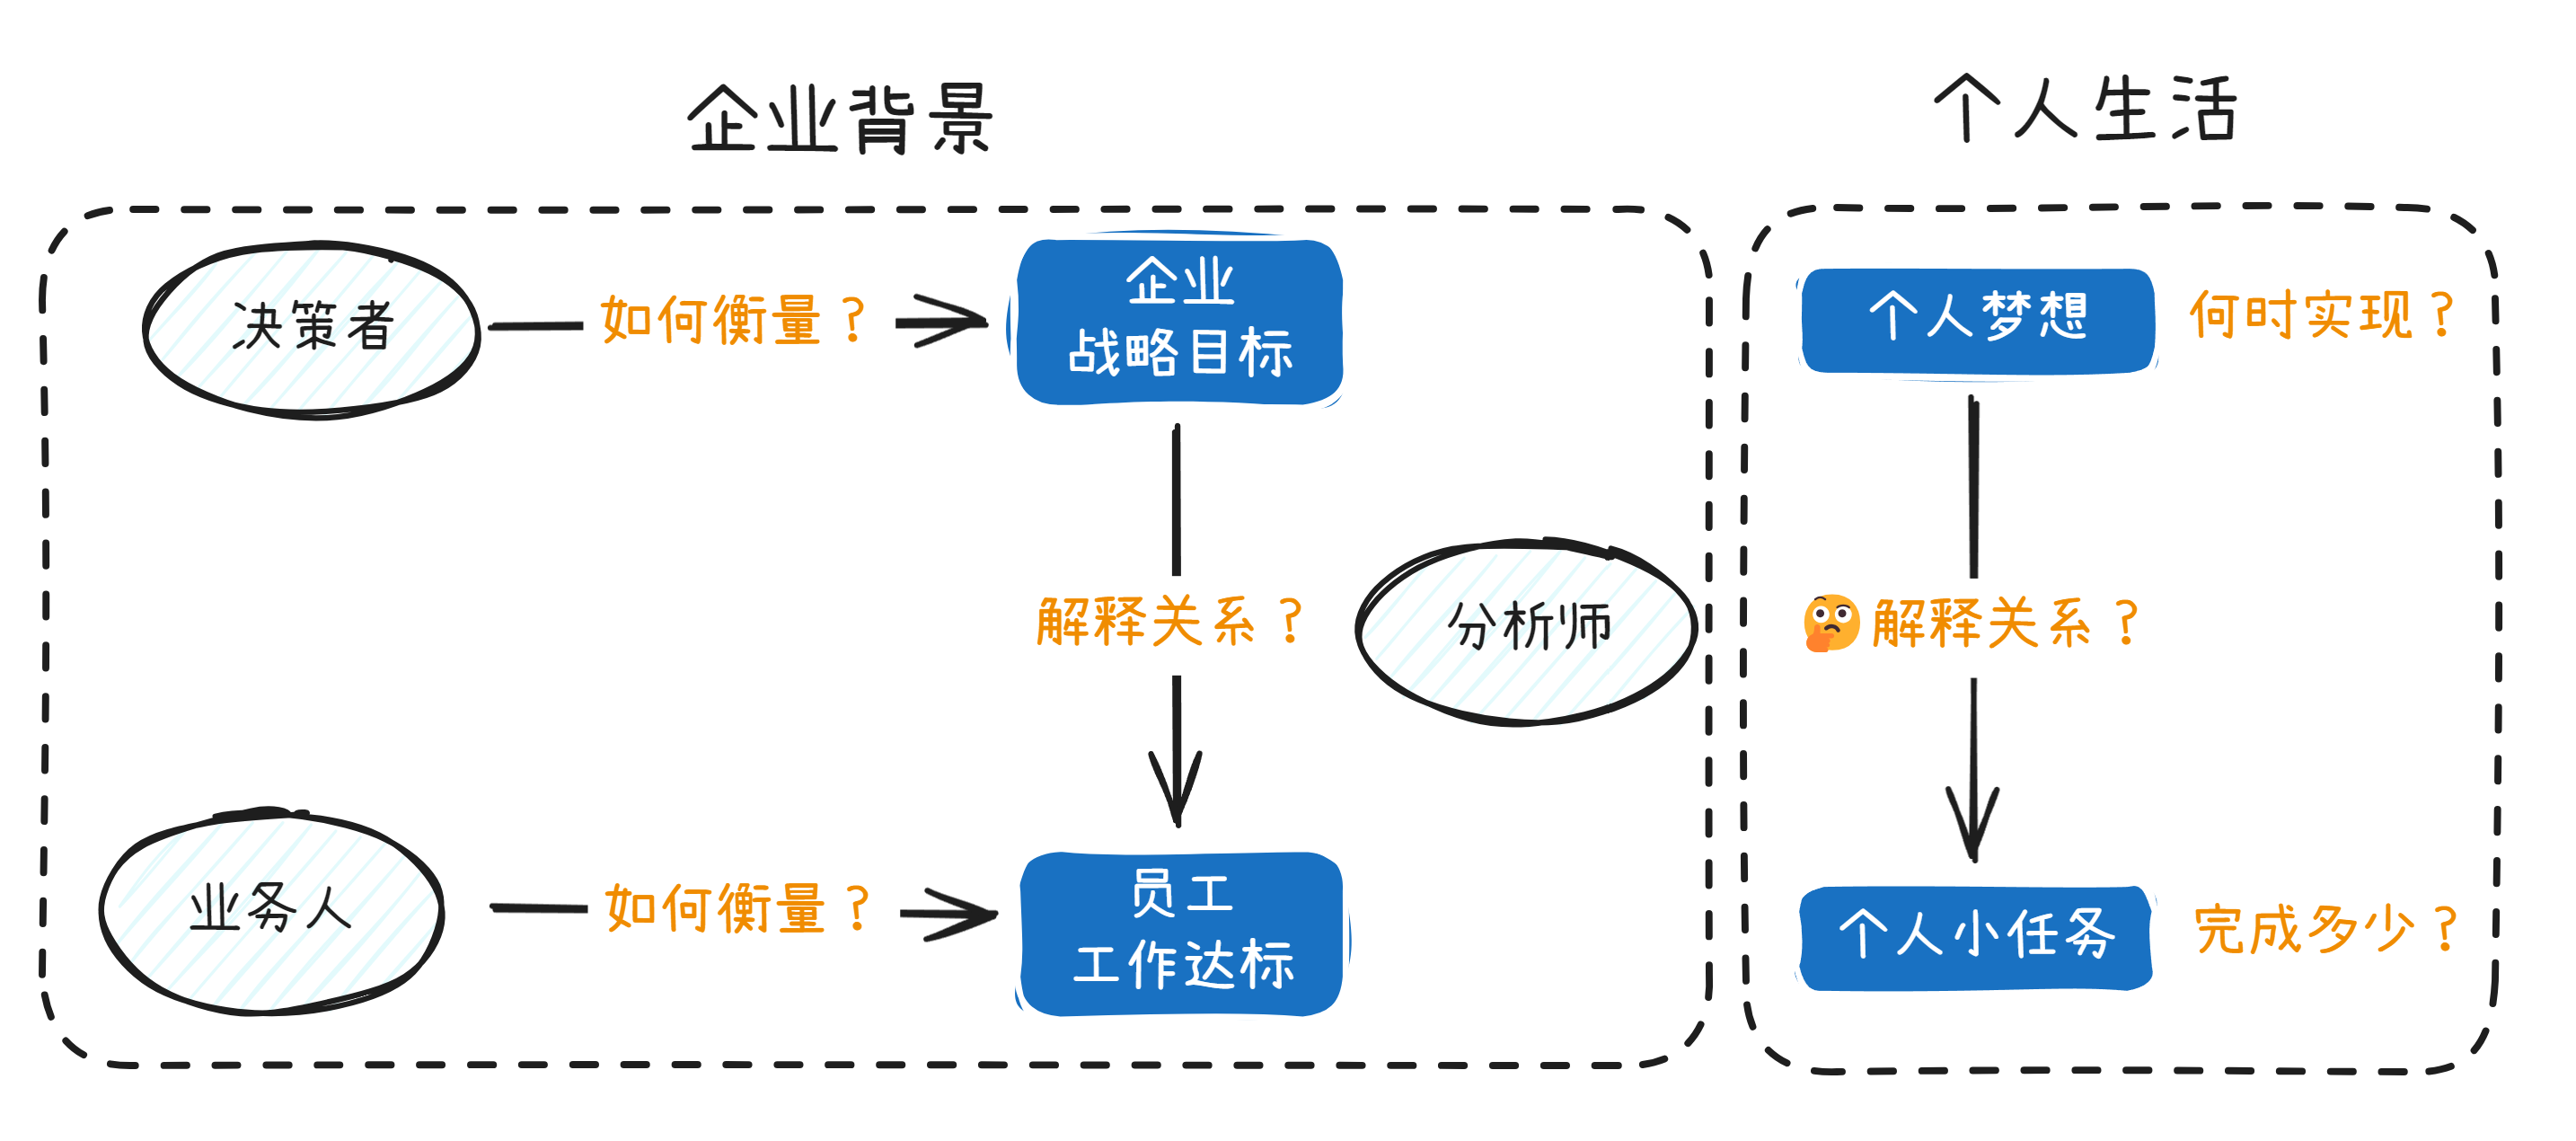 企业背景
决策者
如何衡量？
企业
战略目标
解释关系？
分析师
业务人
如何衡量？
员工
工作达标
个人生活
个人梦想
何时实现？
解释关系？
个人小任务
完成多少？